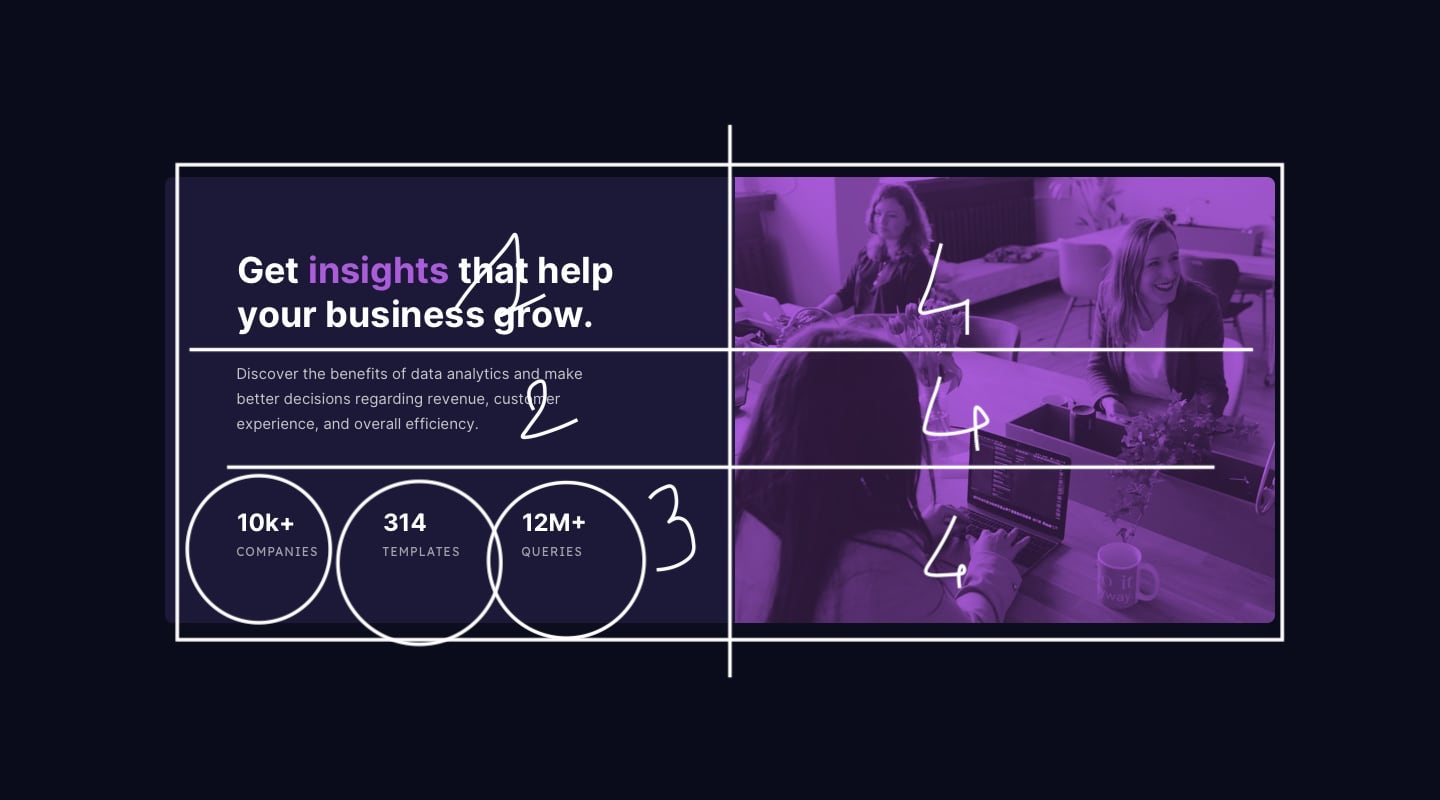 Get insights that help
your business grow.
1
Discover the benefits of data analytics and make
better decisions regarding revenue, customer
experience, and overall efficiency.
2
10k+ 314 12M+
COMPANIES TEMPLATES QUERIES
3
4
4
4